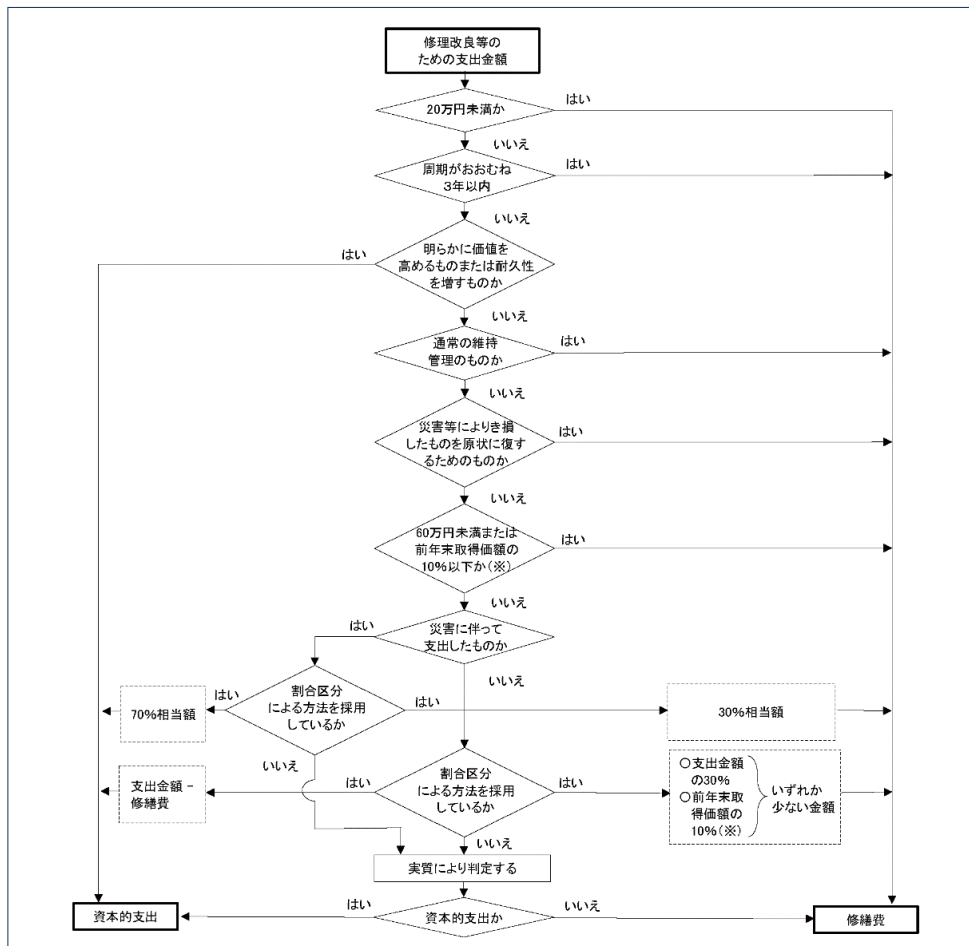 修理改良等の
ための支出金額
20万円未満か
はい
いいえ
周期がおおむね
3年以内
はい
いいえ
明らかに価値を
高めるものまたは耐久性
を増すものか
はい
いいえ
通常の維持
管理のものか
はい
いいえ
災害等によりき損
したものを原状に復す
るためのものか
はい
いいえ
60万円未満または
前年末取得価額の
10%以下か(※)
はい
いいえ
災害に伴って
支出したものか
はい
いいえ
割合区分
による方法を採用
しているか
はい
70%相当額
はい
30%相当額
いいえ
割合区分
による方法を採用
しているか
はい
支出金額-
修繕費
はい
○支出金額
の30%
○前年末取
得価額の
10%(※)
いずれか
少ない金額
いいえ
実質により判定する
資本的支出か
はい
資本的支出
いいえ
修繕費